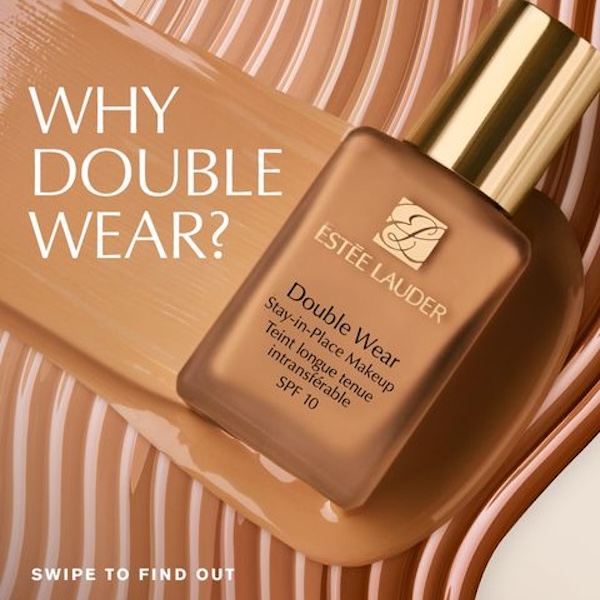 WHY
DOUBLE
WEAR?
ESTĒE LAUDER
Double Wear
Stay-in-Place Makeup
Teint longue tenue
intransférable
SPF 10
SWIPE TO FIND OUT